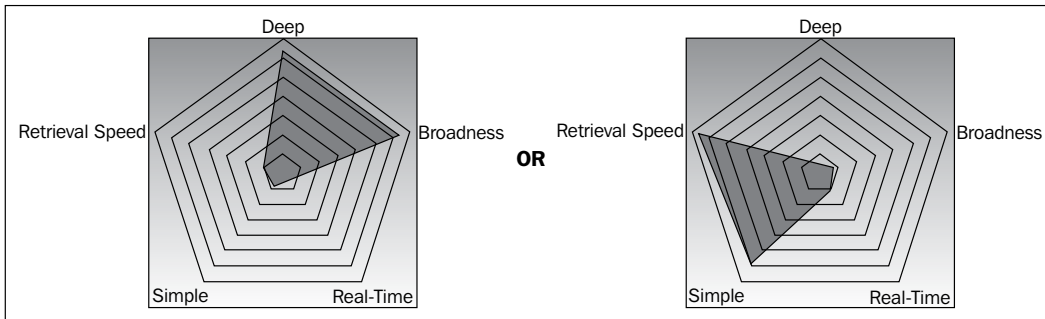 Deep
Retrieval Speed
Broadness
Simple
Real-Time
OR
Deep
Retrieval Speed
Broadness
Simple
Real-Time